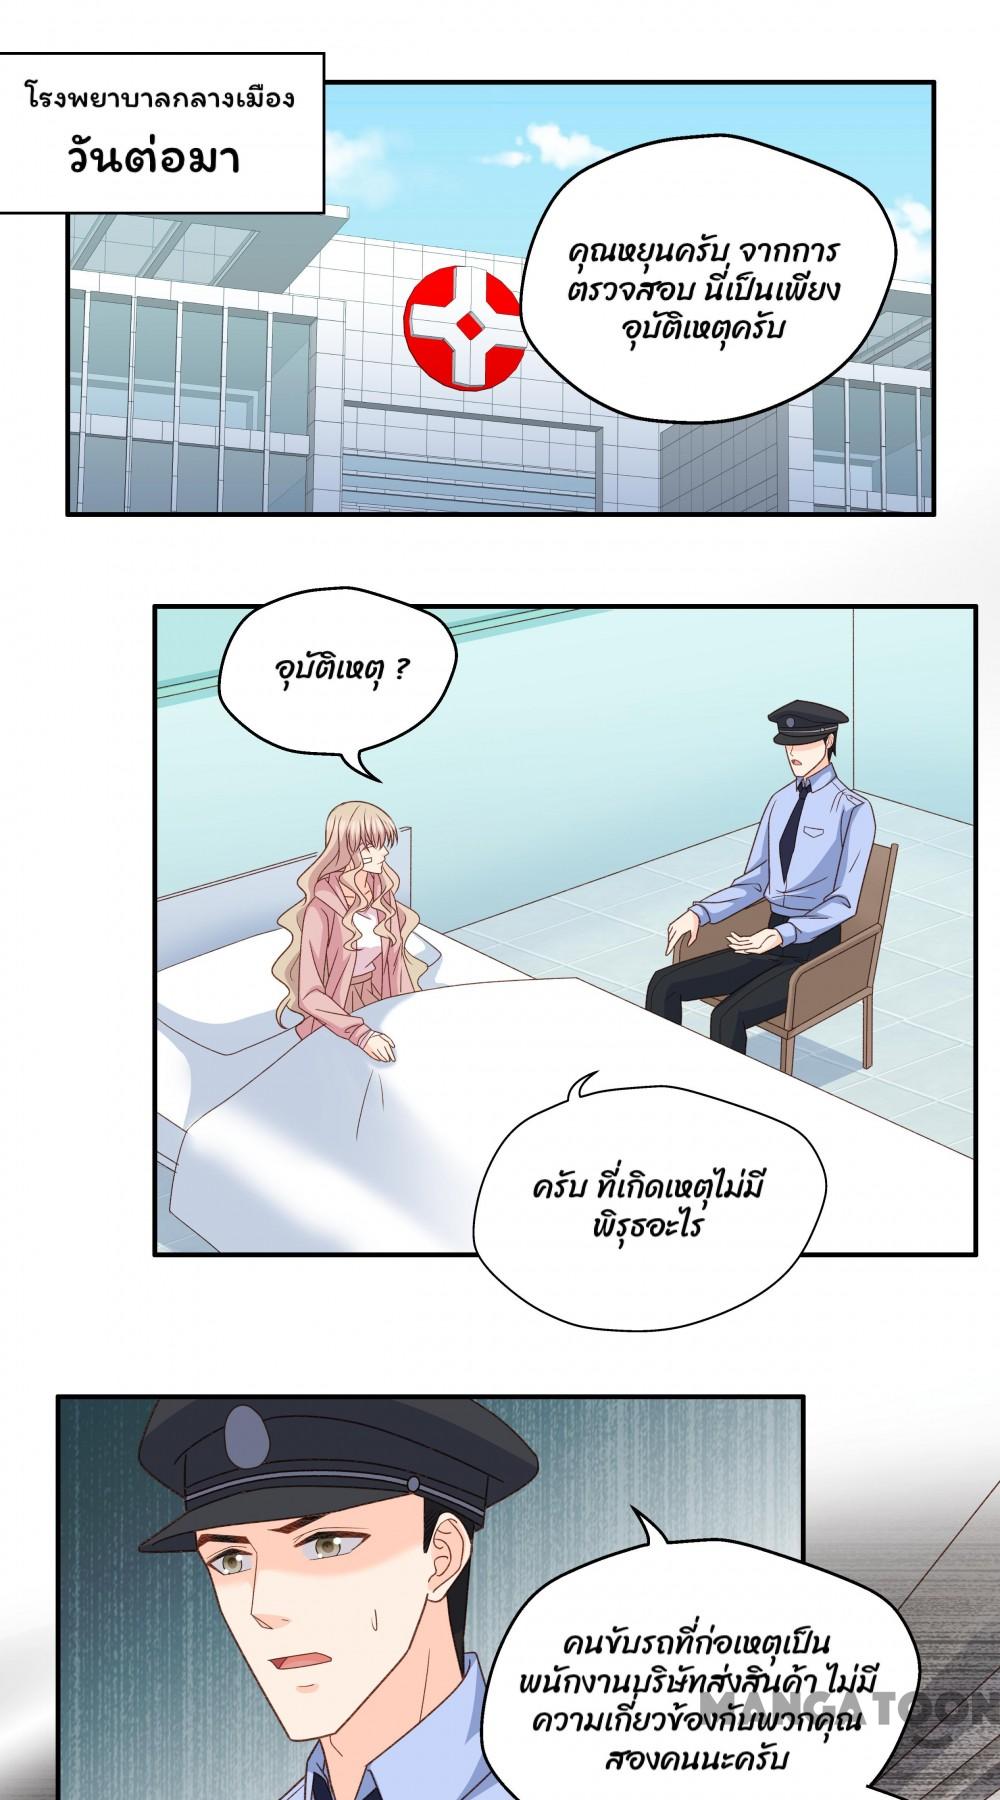 โรงพยาบาลกลางเมือง
วันต่อมา
คุณหยุนครับ จากการ
ตรวจสอบ นี่เป็นเพียง
อุบัติเหตุครับ
อุบัติเหตุ ?
ครับ ที่เกิดเหตุไม่มี
พิรุธอะไร
คนขับรถที่ก่อเหตุเป็น
พนักงานบริษัทส่งสินค้า ไม่มี
ความเกี่ยวข้องกับพวกคุณ
สองคนนะครับ
MANGATOON